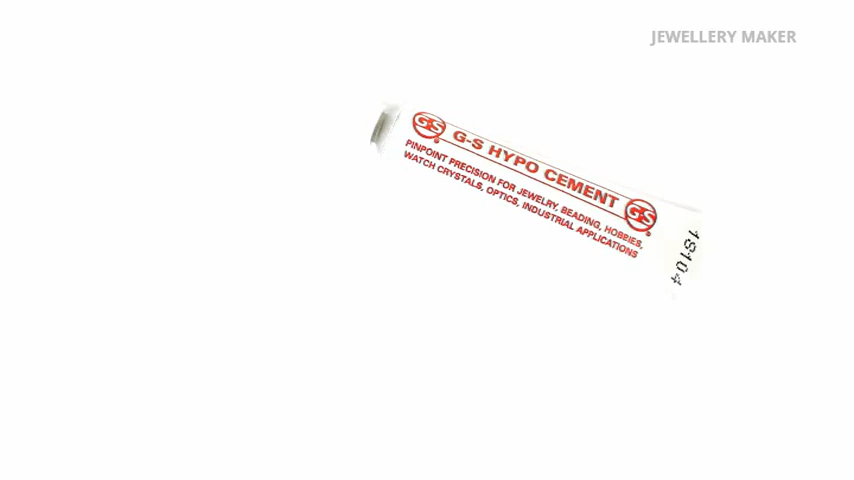 JEWELLERY MAKER
GS G-S HYPO CEMENT GS
PINPOINT PRECISION FOR JEWELRY, BEADING, HOBBIES,
WATCH CRYSTALS, OPTICS, INDUSTRIAL APPLICATIONS
18104